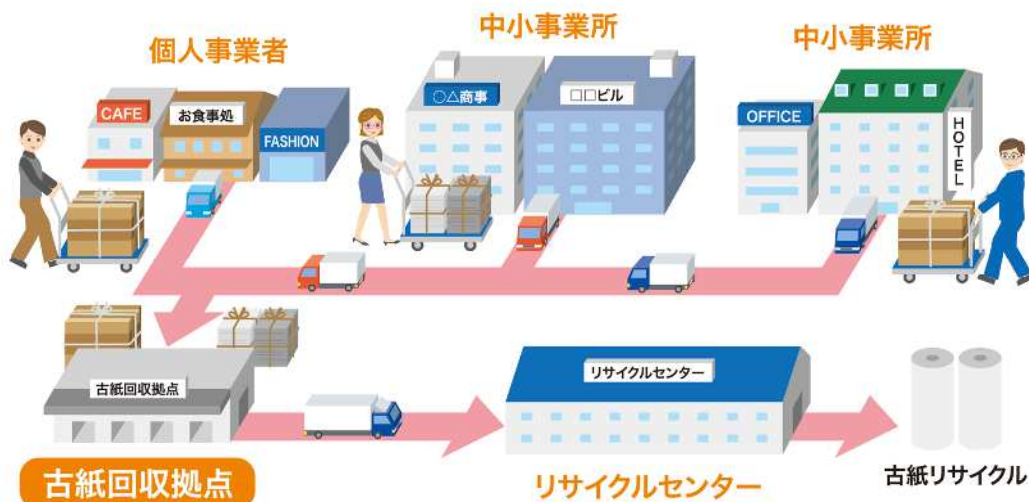 個人事業者
中小事業所
中小事業所
CAFE
お食事処
FASHION
○△商事
□□ビル
OFFICE
HOTEL
古紙回収拠点
リサイクルセンター
古紙回収拠点
リサイクルセンター
古紙リサイクル